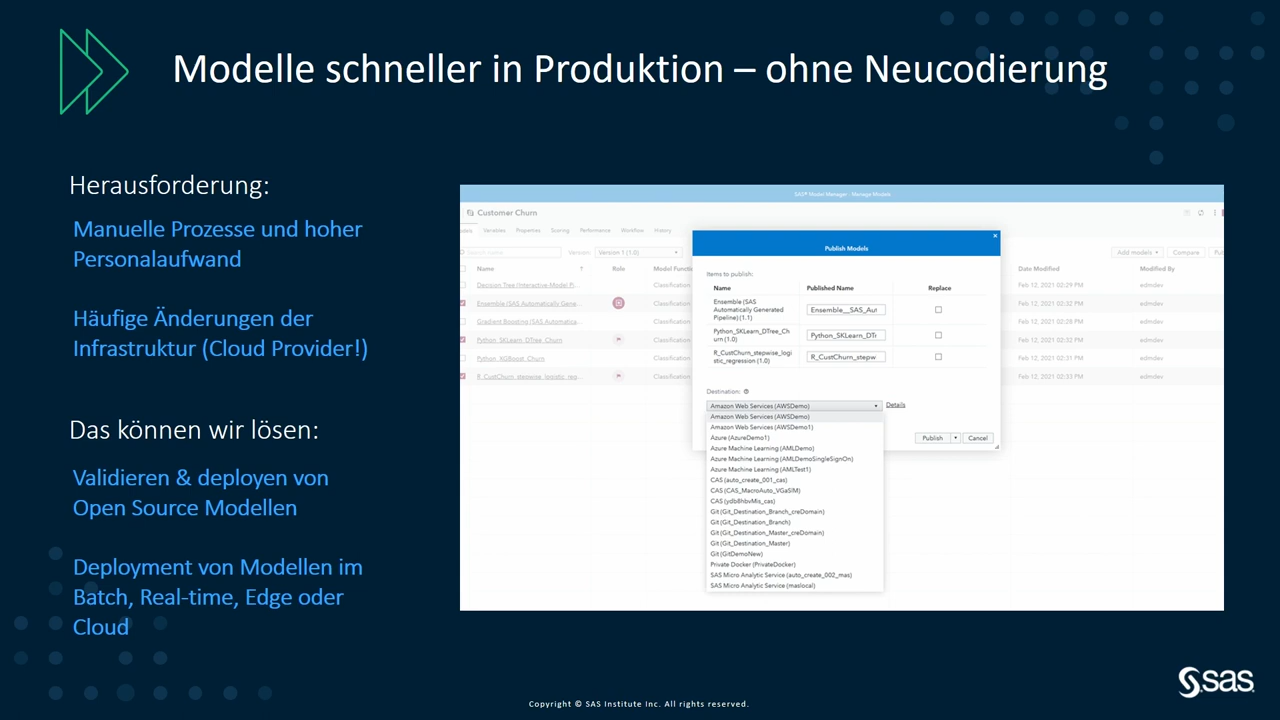 Modelle schneller in Produktion – ohne Neucodierung
Herausforderung:
Manuelle Prozesse und hoher
Personalaufwand
Häufige Änderungen der
Infrastruktur (Cloud Provider!)
Das können wir lösen:
Validieren & deployen von
Open Source Modellen
Deployment von Modellen im
Batch, Real-time, Edge oder
Cloud
SAS® Model Manager - Manage Models
Customer Churn
Variables Properties Scoring Performance Workflow History
Version 1 (1.0) Add models Compare
Name Role Model Functi Date Modified Modified By
Decision Tree (Interactive Model Pi... Classification Feb 12, 2021 02:29 PM edmdev
Ensemble (SAS Automatically Gene... Classification Feb 12, 2021 02:32 PM edmdev
Gradient Boosting (SAS Automatica... Classification Feb 12, 2021 02:28 PM edmdev
Python_SKLearn_DTree_Churn Classification Feb 12, 2021 02:32 PM edmdev
Python_XGBoost_Churn Classification Feb 12, 2021 02:31 PM edmdev
R_CustChurn_stepwise_logistic_reg... Classification Feb 12, 2021 02:33 PM edmdev
Publish Models
Items to publish:
Name Published Name Replace
Ensemble (SAS
Automatically Generated
Pipeline) (1.1)
Ensemble__SAS_Aut
Python_SKLearn_DTree_Ch
urn (1.0)
Python_SKLearn_DTr
R_CustChurn_stepwise_logi
stic_regression (1.0)
R_CustChurn_stepw
Destination:
Amazon Web Services (AWSDemo) Details
Amazon Web Services (AWSDemo)
Amazon Web Services (AWSDemo1)
Azure (AzureDemo1)
Azure Machine Learning (AMLDemo)
Azure Machine Learning (AMLDemoSingleSignOn)
Azure Machine Learning (AMLTest1)
CAS (auto_create_001_cas)
CAS (CAS_MacroAuto_VGaSIM)
CAS (ydb8hbvMis_cas)
Git (Git_Destination_Branch_creDomain)
Git (Git_Destination_Branch)
Git (Git_Destination_Master_creDomain)
Git (Git_Destination_Master)
Git (GitDemoNew)
Private Docker (PrivateDocker)
SAS Micro Analytic Service (auto_create_002_mas)
SAS Micro Analytic Service (maslocal)
Publish Cancel
sas
Copyright © SAS Institute Inc. All rights reserved.